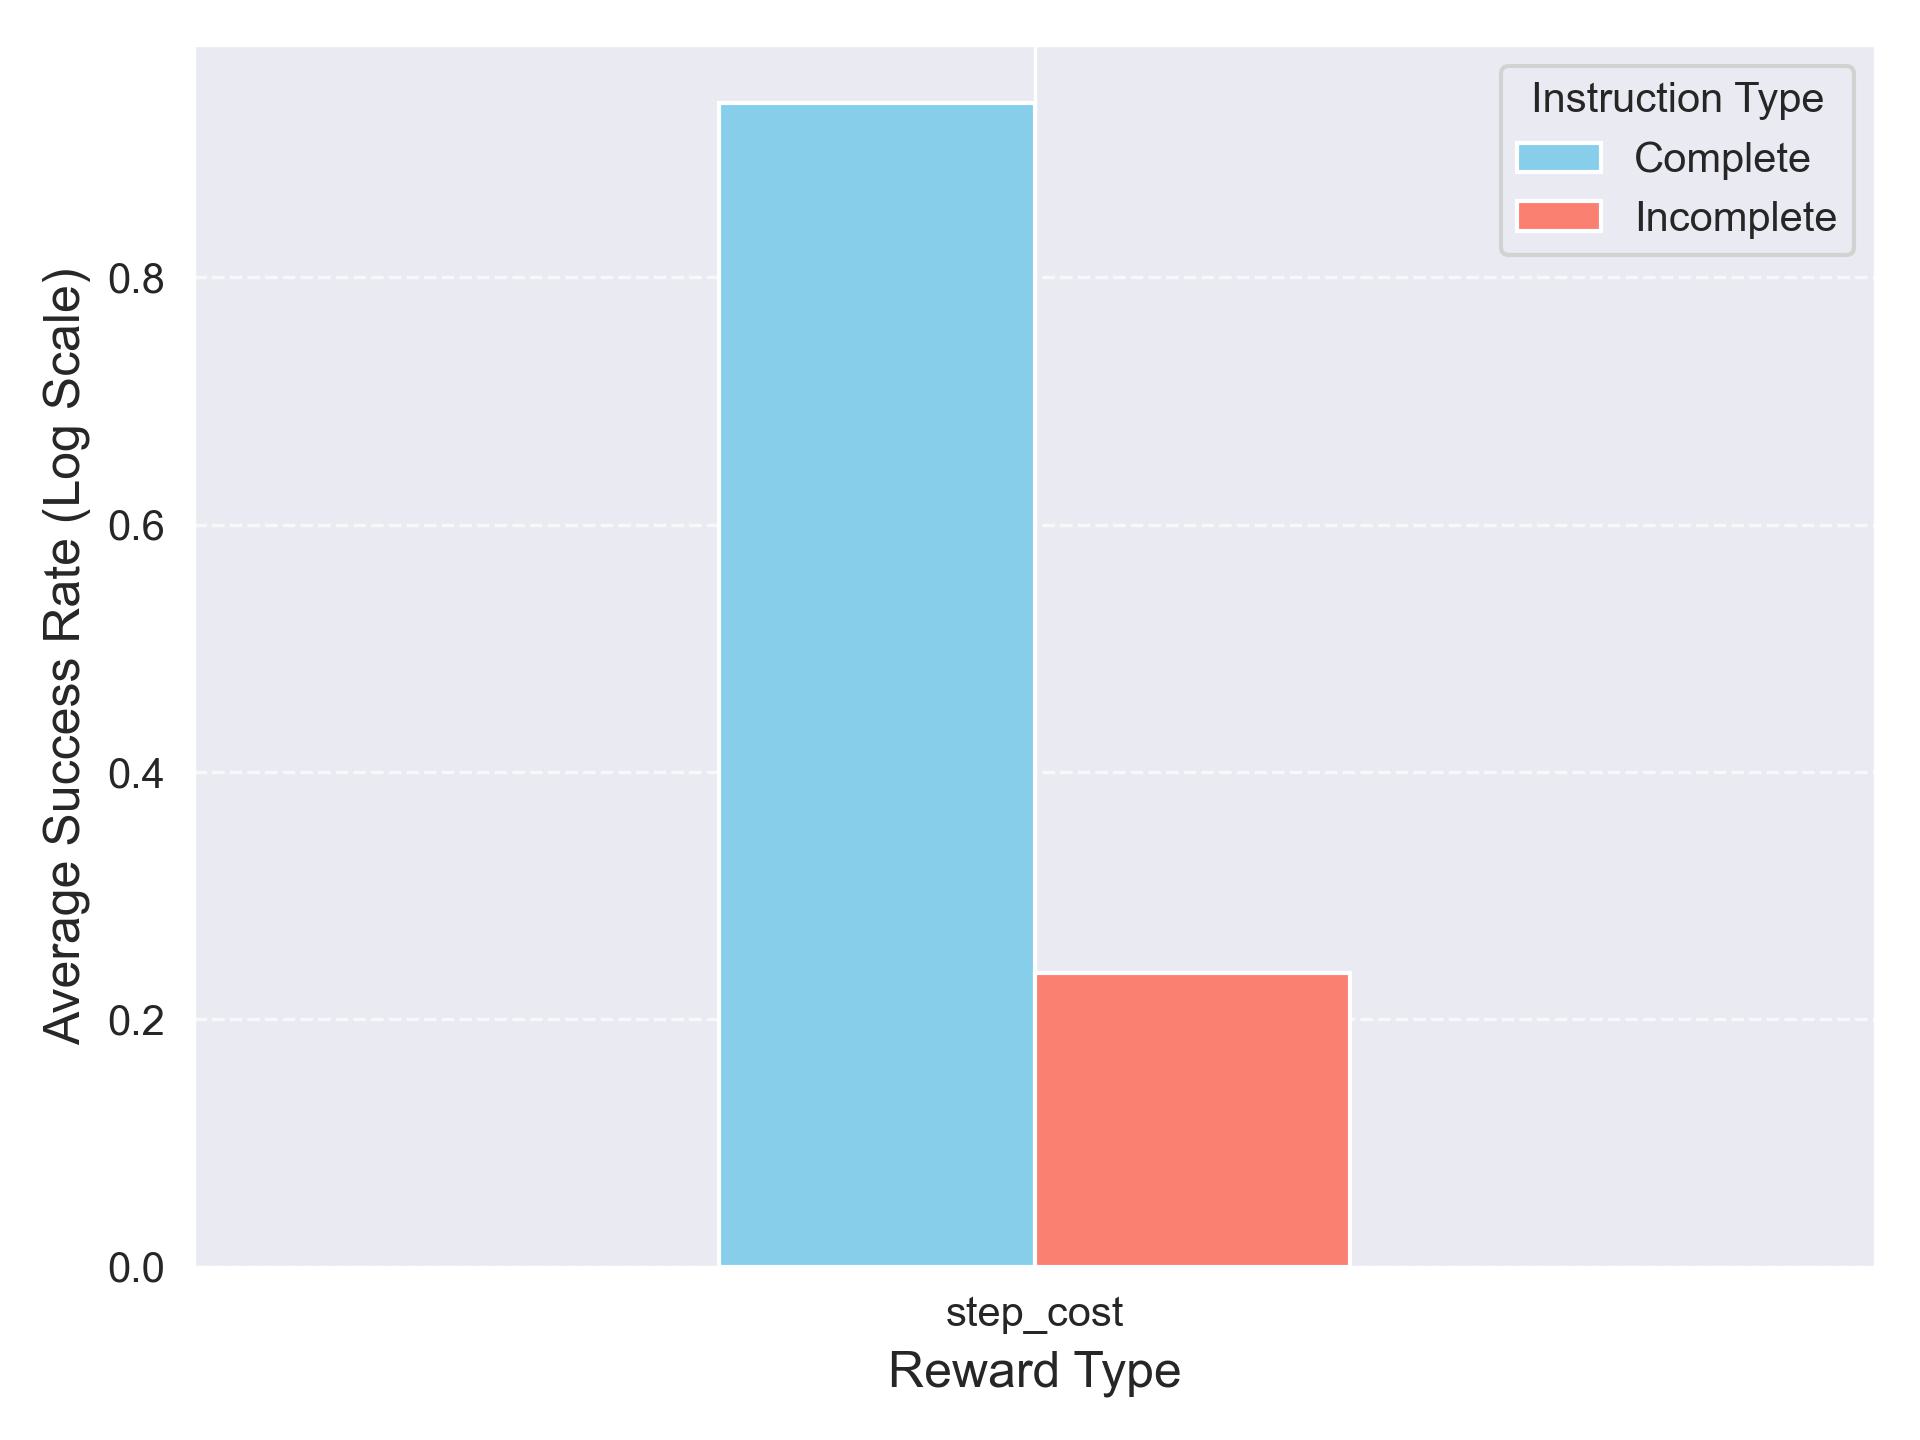 Instruction Type
Complete
Incomplete
Average Success Rate (Log Scale)
0.8
0.6
0.4
0.2
0.0
step_cost
Reward Type